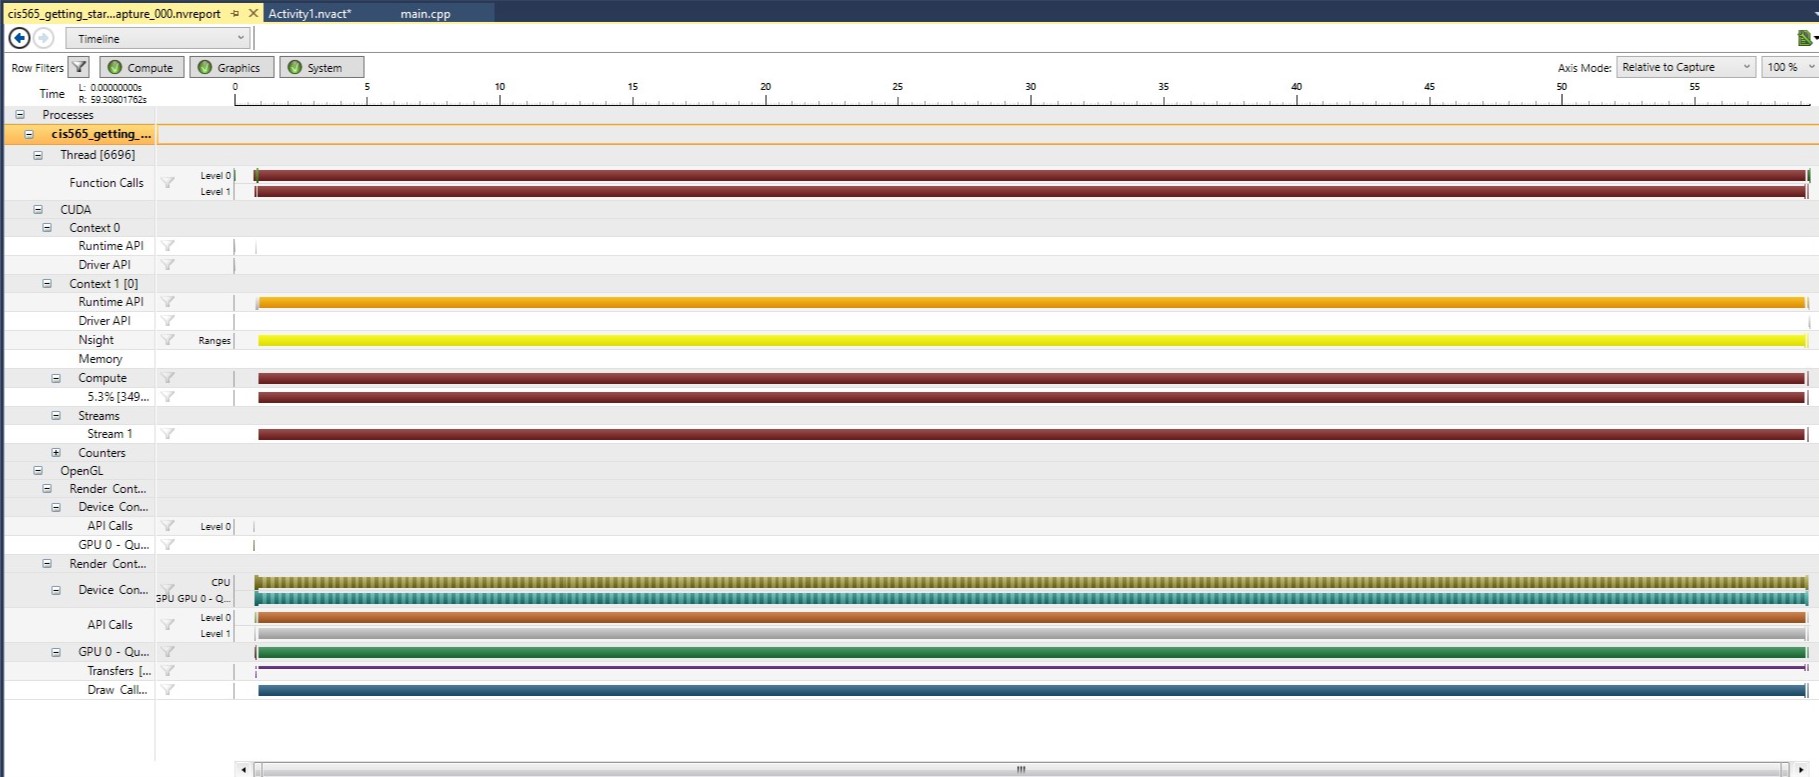 cis565_getting_star...apture_000.nvreport Activity1.nvact* main.cpp
Timeline
Row Filters Compute Graphics System Axis Mode: Relative to Capture 100 %
Time L: 0.00000000s 0 5 10 15 20 25 30 35 40 45 50 55
R: 59.30801762s
Processes
cis565_getting_...
Thread [6696]
Function Calls Level 0
Level 1
CUDA
Context 0
Runtime API
Driver API
Context 1 [0]
Runtime API
Driver API
Nsight Ranges
Memory
Compute
5.3% [349...
Streams
Stream 1
Counters
OpenGL
Render Cont...
Device Con...
API Calls Level 0
GPU 0 - Qu...
Render Cont...
Device Con... CPU
GPU GPU 0 - Q...
API Calls Level 0
Level 1
GPU 0 - Qu...
Transfers [...
Draw Call...